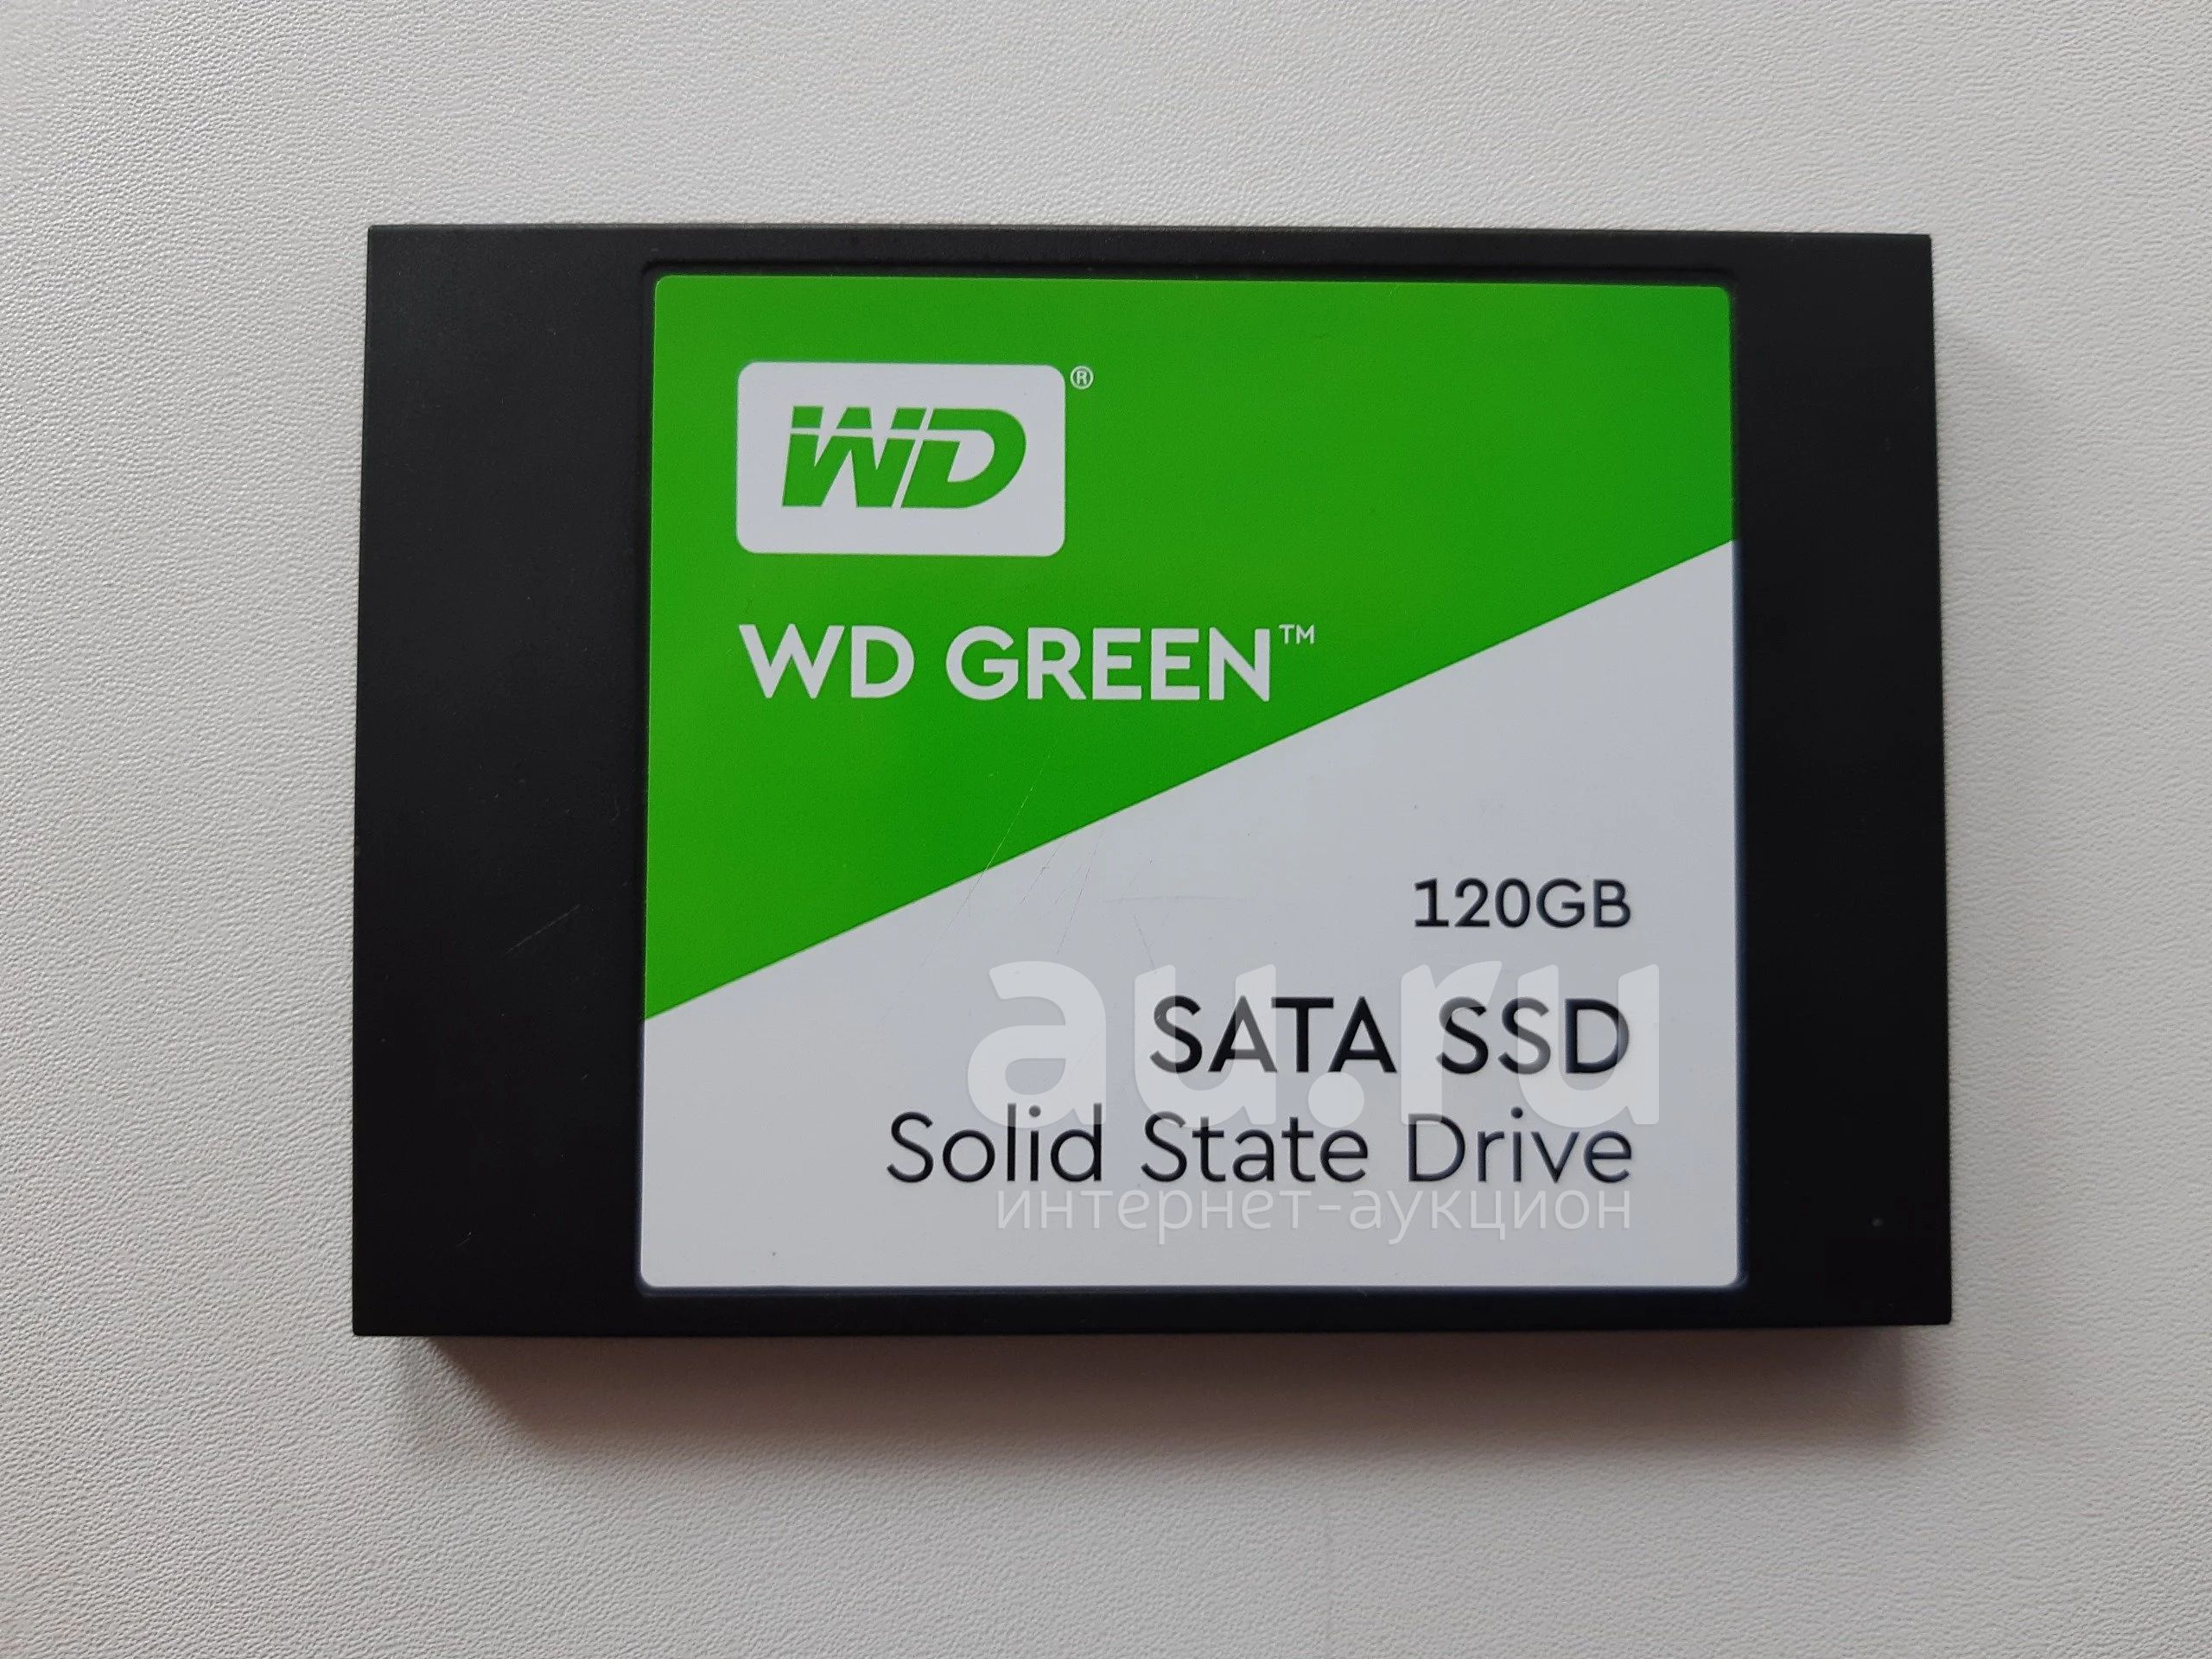 WD®
WD GREEN™
120GB
au.ru
SATA SSD
Solid State Drive
интернет-аукцион